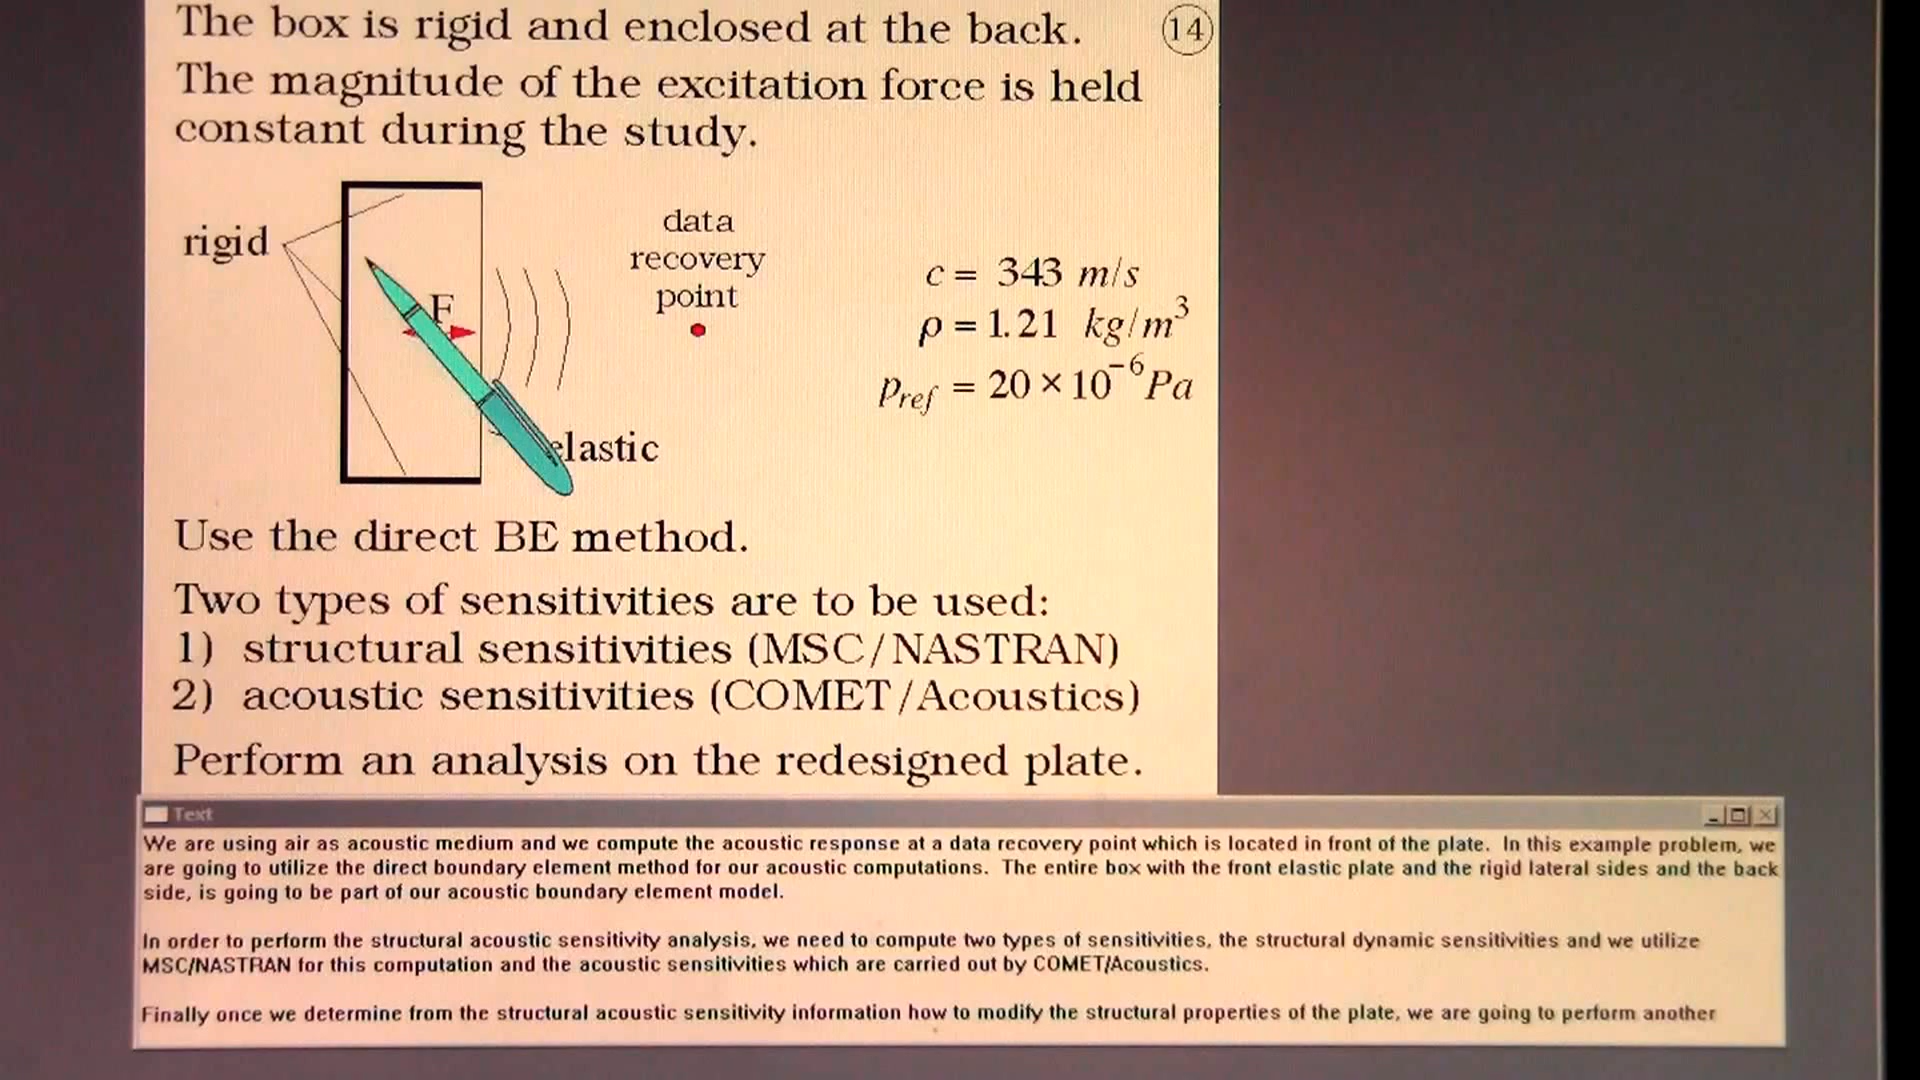 The box is rigid and enclosed at the back.
14
The magnitude of the excitation force is held
constant during the study.
rigid
F
data
recovery
point
elastic
c = 343 m/s
ρ = 1.21 kg/m³
p_ref = 20 × 10⁻⁶ Pa
Use the direct BE method.
Two types of sensitivities are to be used:
1) structural sensitivities (MSC/NASTRAN)
2) acoustic sensitivities (COMET/Acoustics)
Perform an analysis on the redesigned plate.
Text
We are using air as acoustic medium and we compute the acoustic response at a data recovery point which is located in front of the plate. In this example problem, we
are going to utilize the direct boundary element method for our acoustic computations. The entire box with the front elastic plate and the rigid lateral sides and the back
side, is going to be part of our acoustic boundary element model.
In order to perform the structural acoustic sensitivity analysis, we need to compute two types of sensitivities, the structural dynamic sensitivities and we utilize
MSC/NASTRAN for this computation and the acoustic sensitivities which are carried out by COMET/Acoustics.
Finally once we determine from the structural acoustic sensitivity information how to modify the structural properties of the plate, we are going to perform another